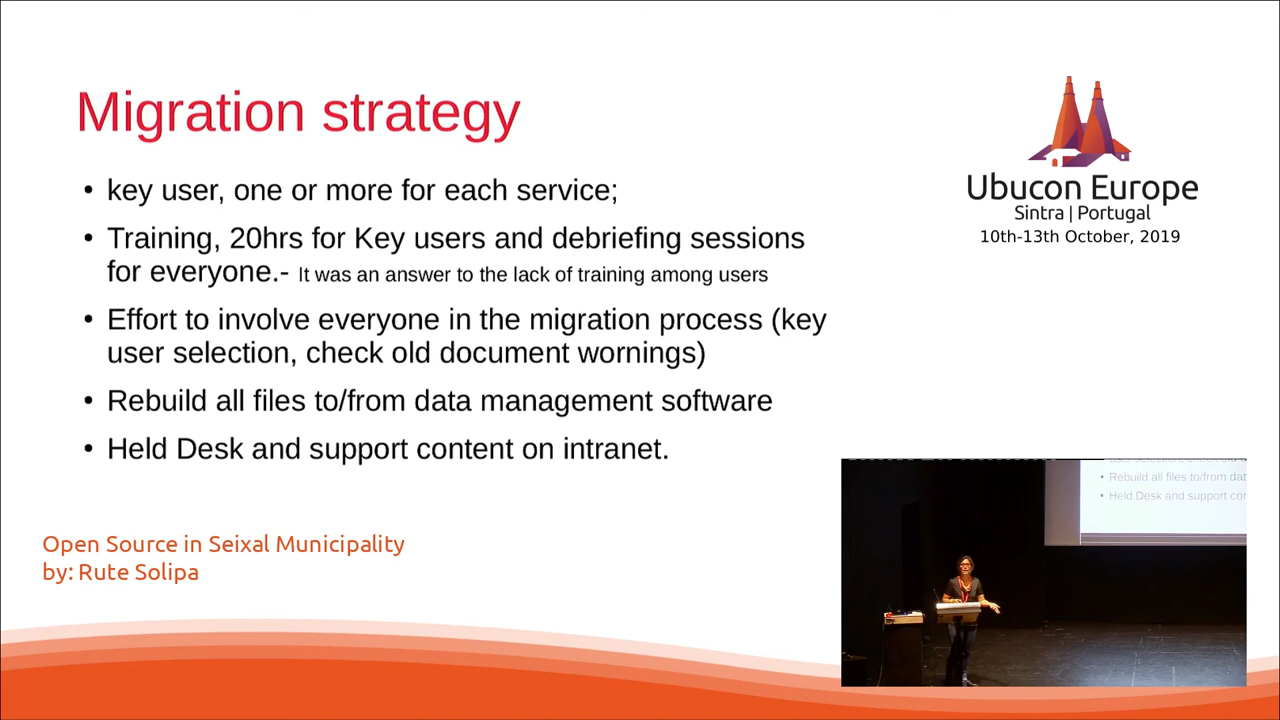 Migration strategy
• key user, one or more for each service;
• Training, 20hrs for Key users and debriefing sessions
for everyone.- It was an answer to the lack of training among users
• Effort to involve everyone in the migration process (key
user selection, check old document wornings)
• Rebuild all files to/from data management software
• Held Desk and support content on intranet.
Ubucon Europe
Sintra | Portugal
10th-13th October, 2019
Open Source in Seixal Municipality
by: Rute Solipa
• Rebuild all files to/from dat
• Held Desk and support con